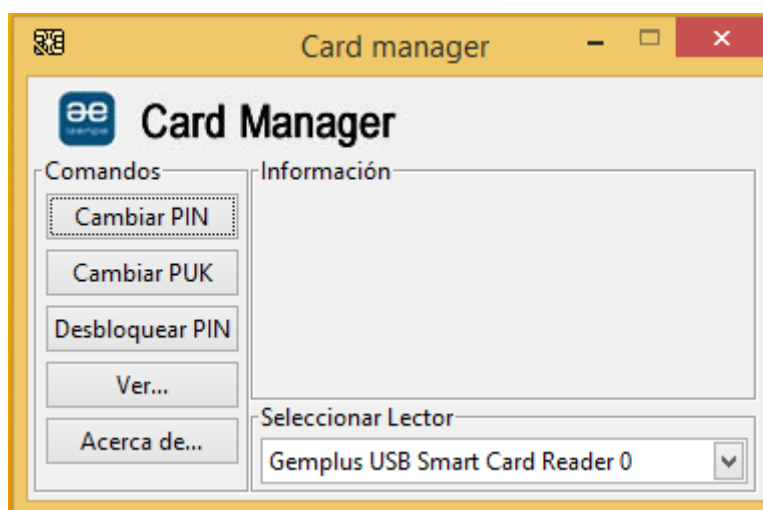 Card manager
Card Manager
Comandos
Cambiar PIN
Cambiar PUK
Desbloquear PIN
Ver...
Acerca de...
Información
Seleccionar Lector
Gemplus USB Smart Card Reader 0